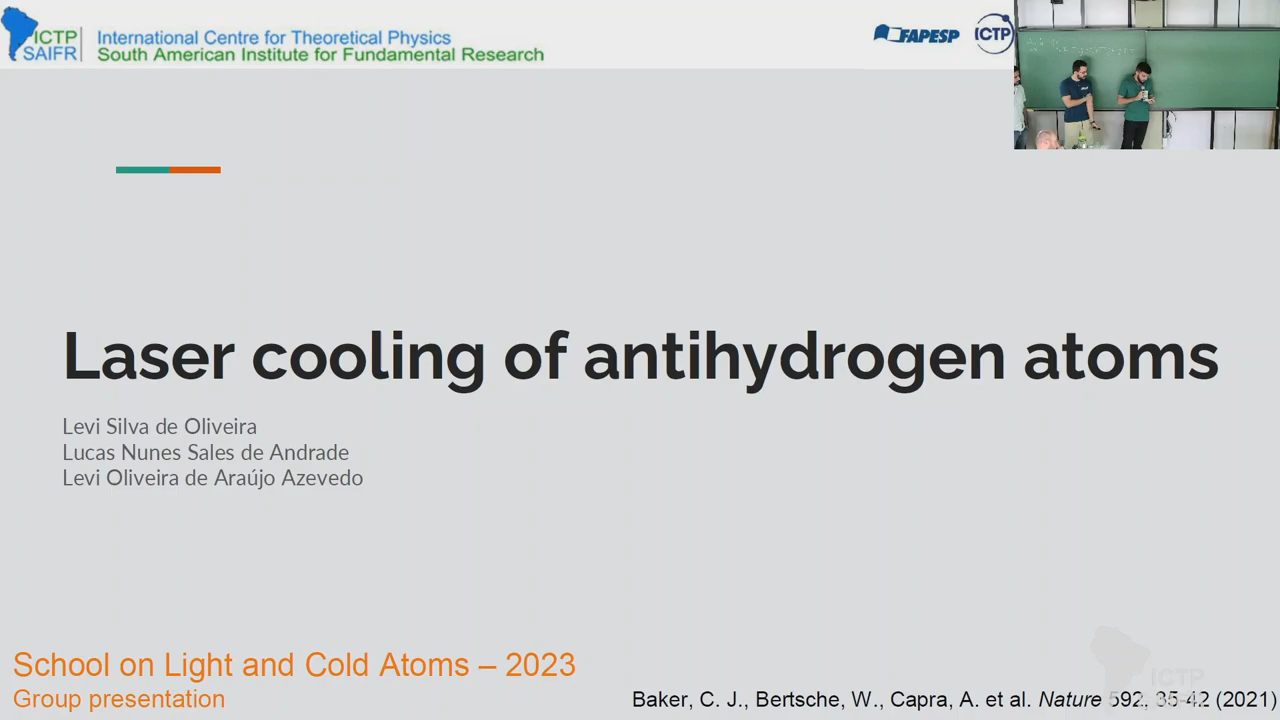 ICTP
SAIFR
International Centre for Theoretical Physics
South American Institute for Fundamental Research
FAPESP
ICTP
Laser cooling of antihydrogen atoms
Levi Silva de Oliveira
Lucas Nunes Sales de Andrade
Levi Oliveira de Araújo Azevedo
School on Light and Cold Atoms – 2023
Group presentation
Baker, C. J., Bertsche, W., Capra, A. et al. Nature 592, 35-42 (2021)
ICTP